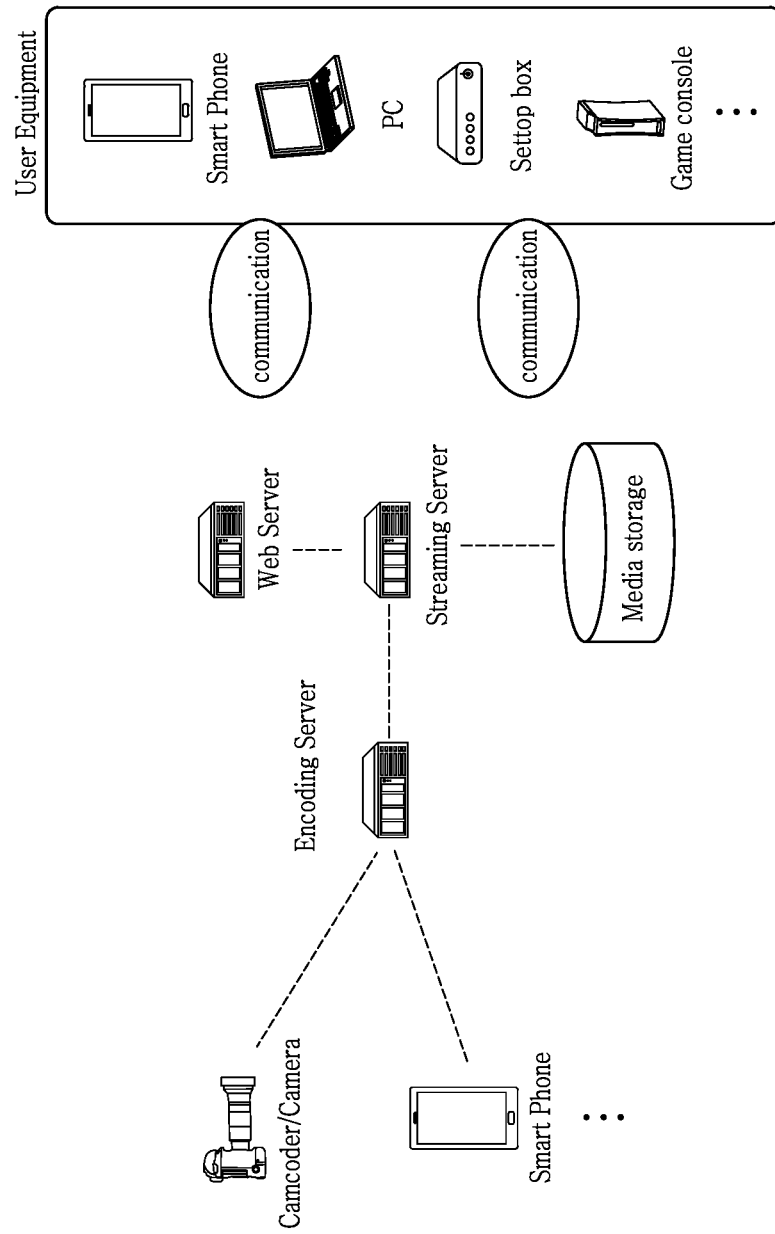 User Equipment
Smart Phone
PC
Settop box
Game console
communication
communication
Web Server
Streaming Server
Media storage
Encoding Server
Camcoder/Camera
Smart Phone